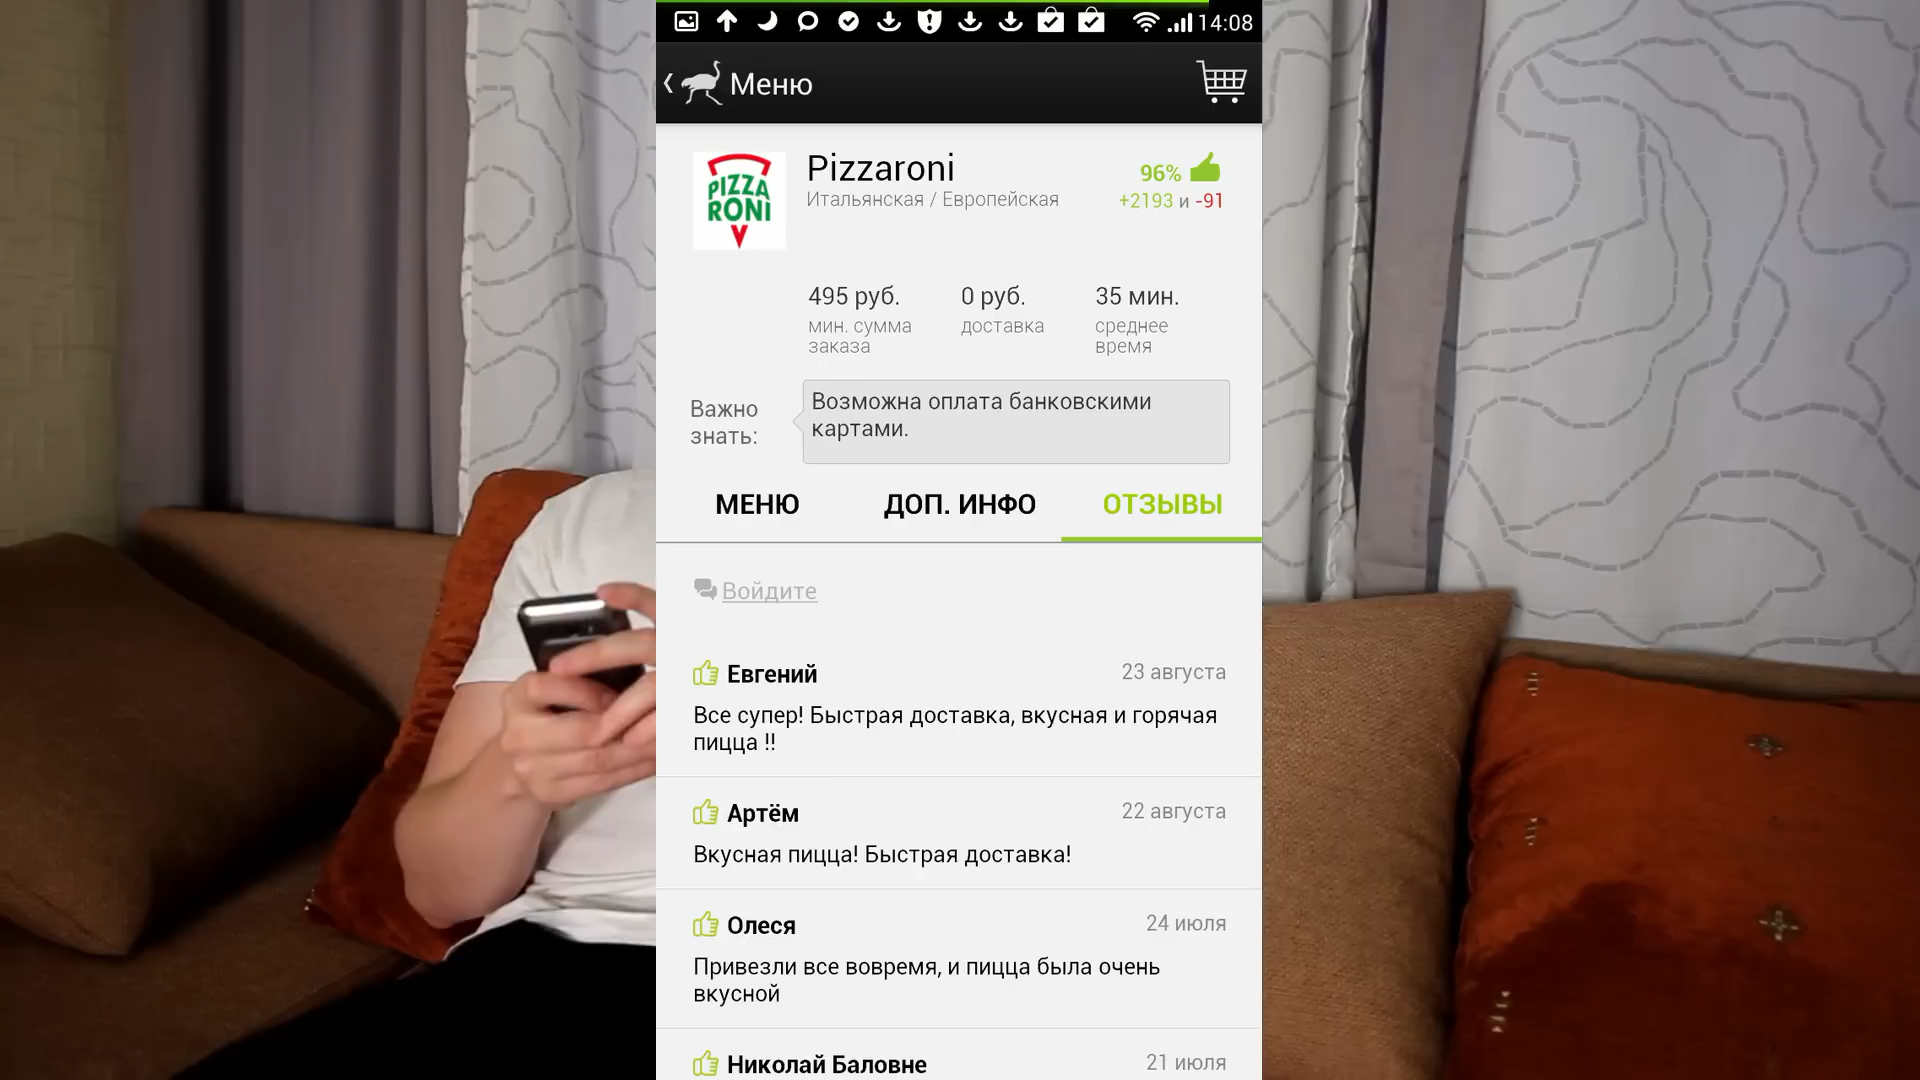 14:08
Меню
PIZZA
RONI
Pizzaroni
96%
Итальянская / Европейская
+2193 и -91
495 руб.
0 руб.
35 мин.
мин. сумма
заказа
доставка
среднее
время
Важно
знать:
Возможна оплата банковскими
картами.
МЕНЮ
ДОП. ИНФО
ОТЗЫВЫ
Войдите
Евгений
23 августа
Все супер! Быстрая доставка, вкусная и горячая
пицца !!
Артём
22 августа
Вкусная пицца! Быстрая доставка!
Олеся
24 июля
Привезли все вовремя, и пицца была очень
вкусной
Николай Баловне
21 июля